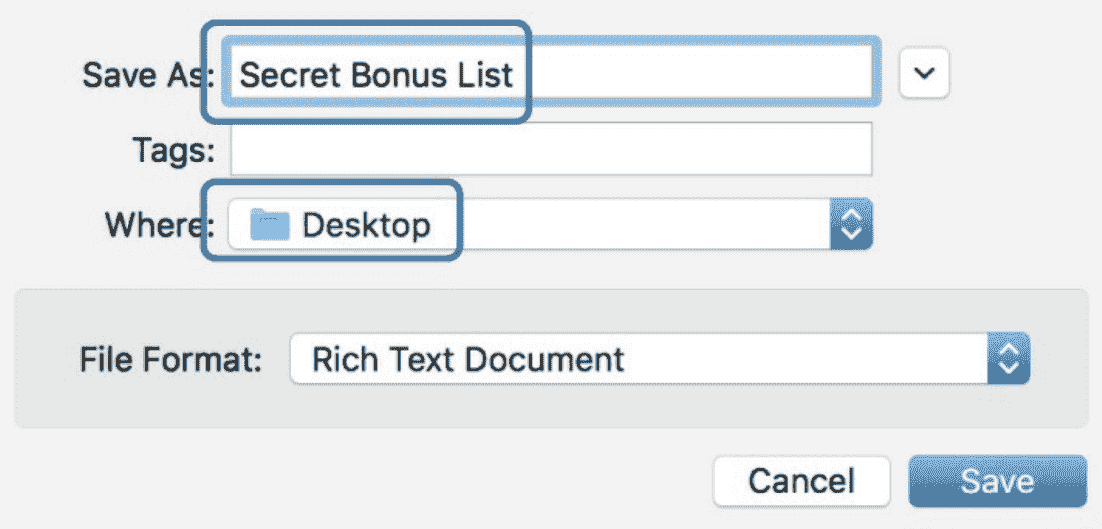 Save As: Secret Bonus List
Tags:
Where: Desktop
File Format: Rich Text Document
Cancel Save